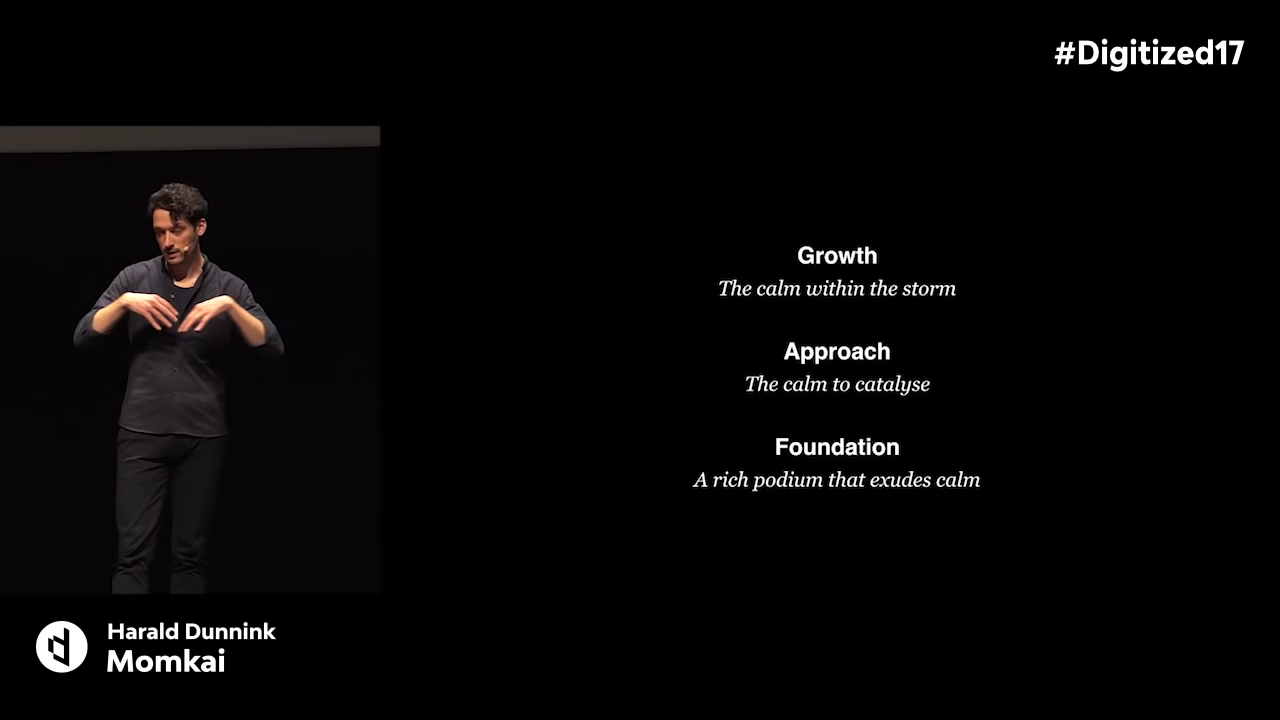 #Digitized17
Growth
The calm within the storm
Approach
The calm to catalyse
Foundation
A rich podium that exudes calm
Harald Dunnink
Momkai